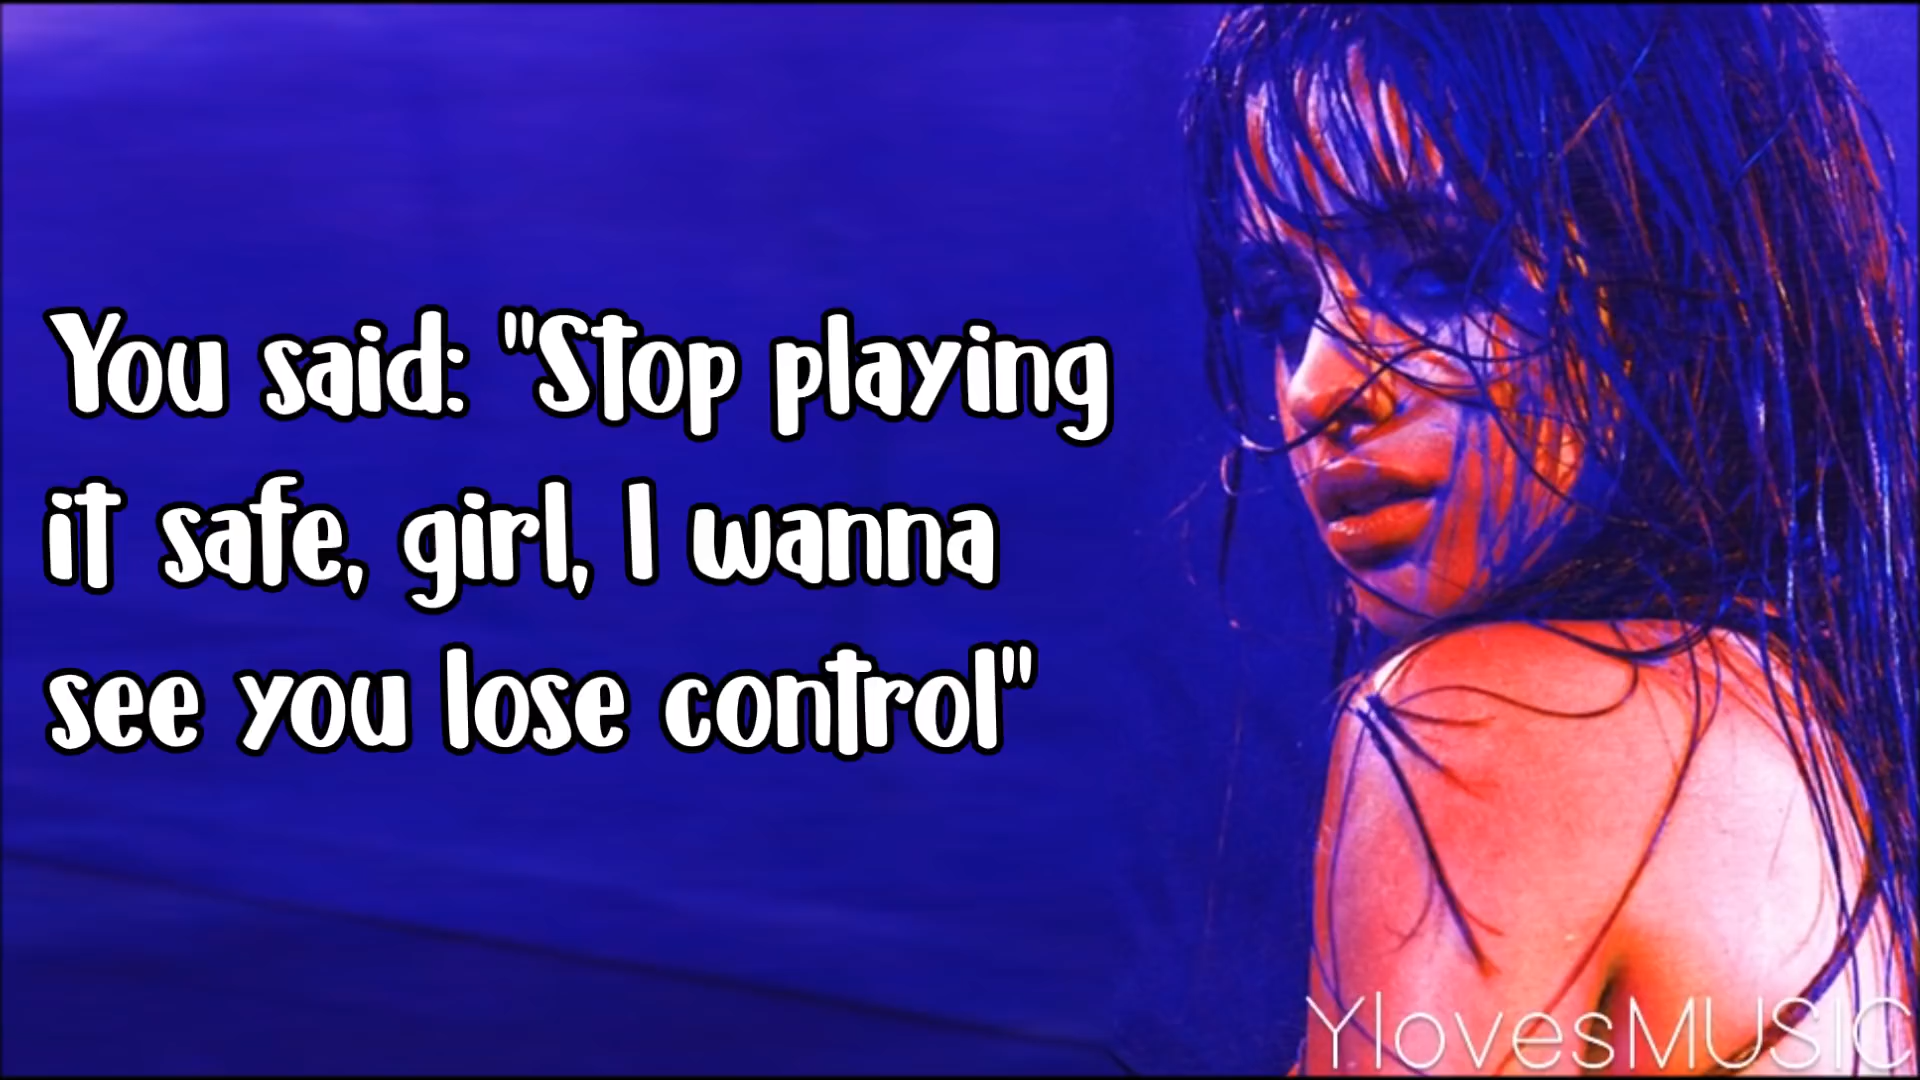 You said: "Stop playing
it safe, girl, I wanna
see you lose control"
YlovesMUSIC